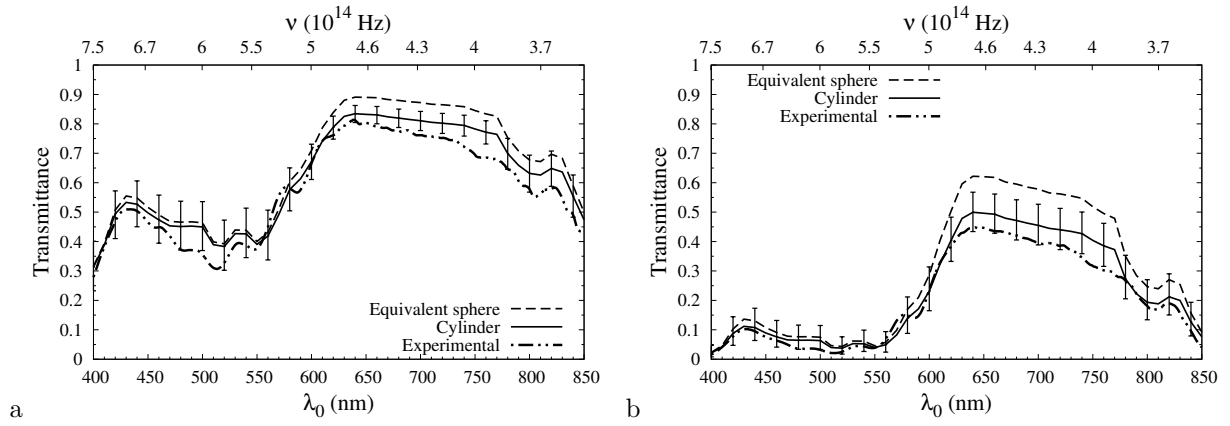 ν (10^14 Hz)
7.5 6.7 6 5.5 5 4.6 4.3 4 3.7
1
0.9
0.8
0.7
0.6
0.5
0.4
0.3
0.2
0.1
0
Transmittance
Equivalent sphere
Cylinder
Experimental
400 450 500 550 600 650 700 750 800 850
λ0 (nm)
a
ν (10^14 Hz)
7.5 6.7 6 5.5 5 4.6 4.3 4 3.7
1
0.9
0.8
0.7
0.6
0.5
0.4
0.3
0.2
0.1
0
Transmittance
Equivalent sphere
Cylinder
Experimental
400 450 500 550 600 650 700 750 800 850
λ0 (nm)
b